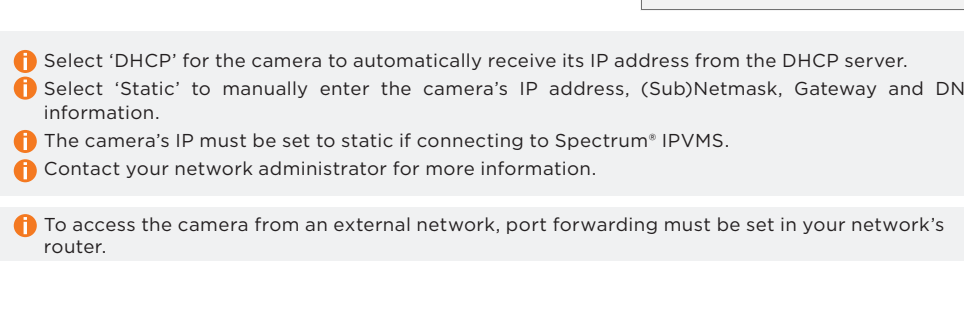 Select ‘DHCP’ for the camera to automatically receive its IP address from the DHCP server.
Select ‘Static’ to manually enter the camera’s IP address, (Sub)Netmask, Gateway and DN
information.
The camera’s IP must be set to static if connecting to Spectrum® IPVMS.
Contact your network administrator for more information.
To access the camera from an external network, port forwarding must be set in your network’s
router.